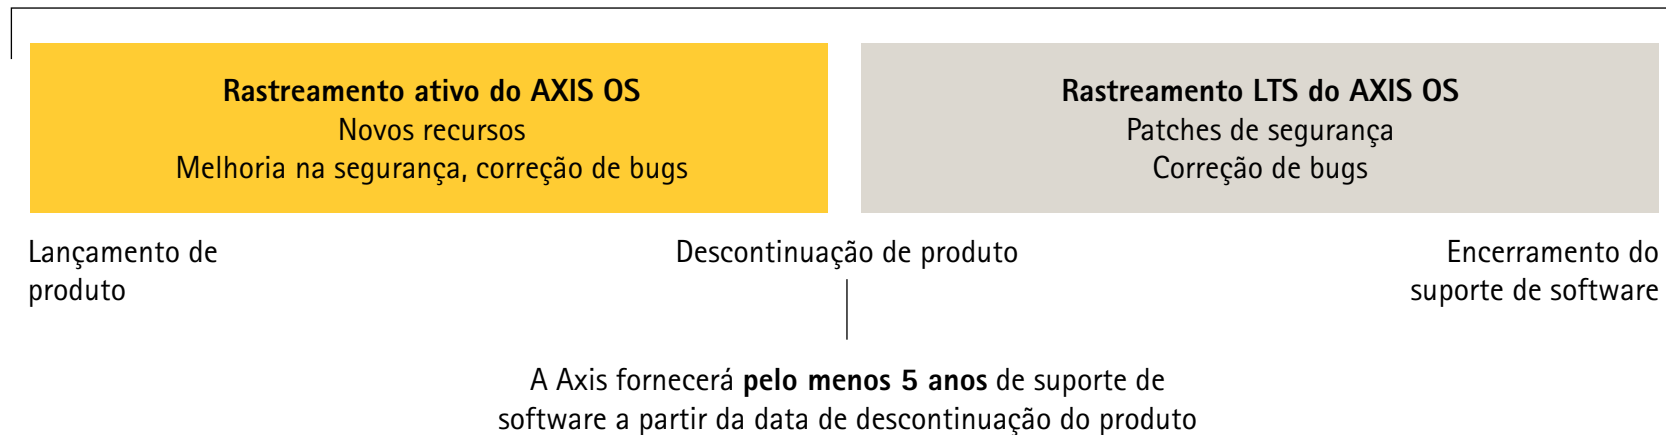 Rastreamento ativo do AXIS OS
Novos recursos
Melhoria na segurança, correção de bugs
Rastreamento LTS do AXIS OS
Patches de segurança
Correção de bugs
Lançamento de
produto
Descontinuação de produto
Encerramento do
suporte de software
A Axis fornecerá pelo menos 5 anos de suporte de
software a partir da data de descontinuação do produto